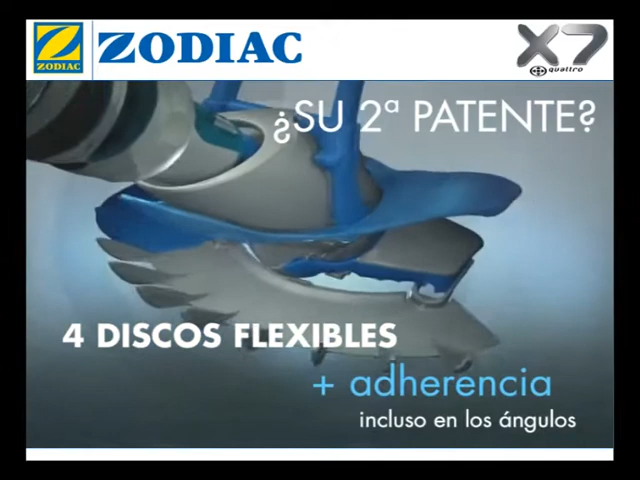 ZODIAC
ZODIAC
X7
quattro
¿SU 2ª PATENTE?
4 DISCOS FLEXIBLES
+ adherencia
incluso en los ángulos